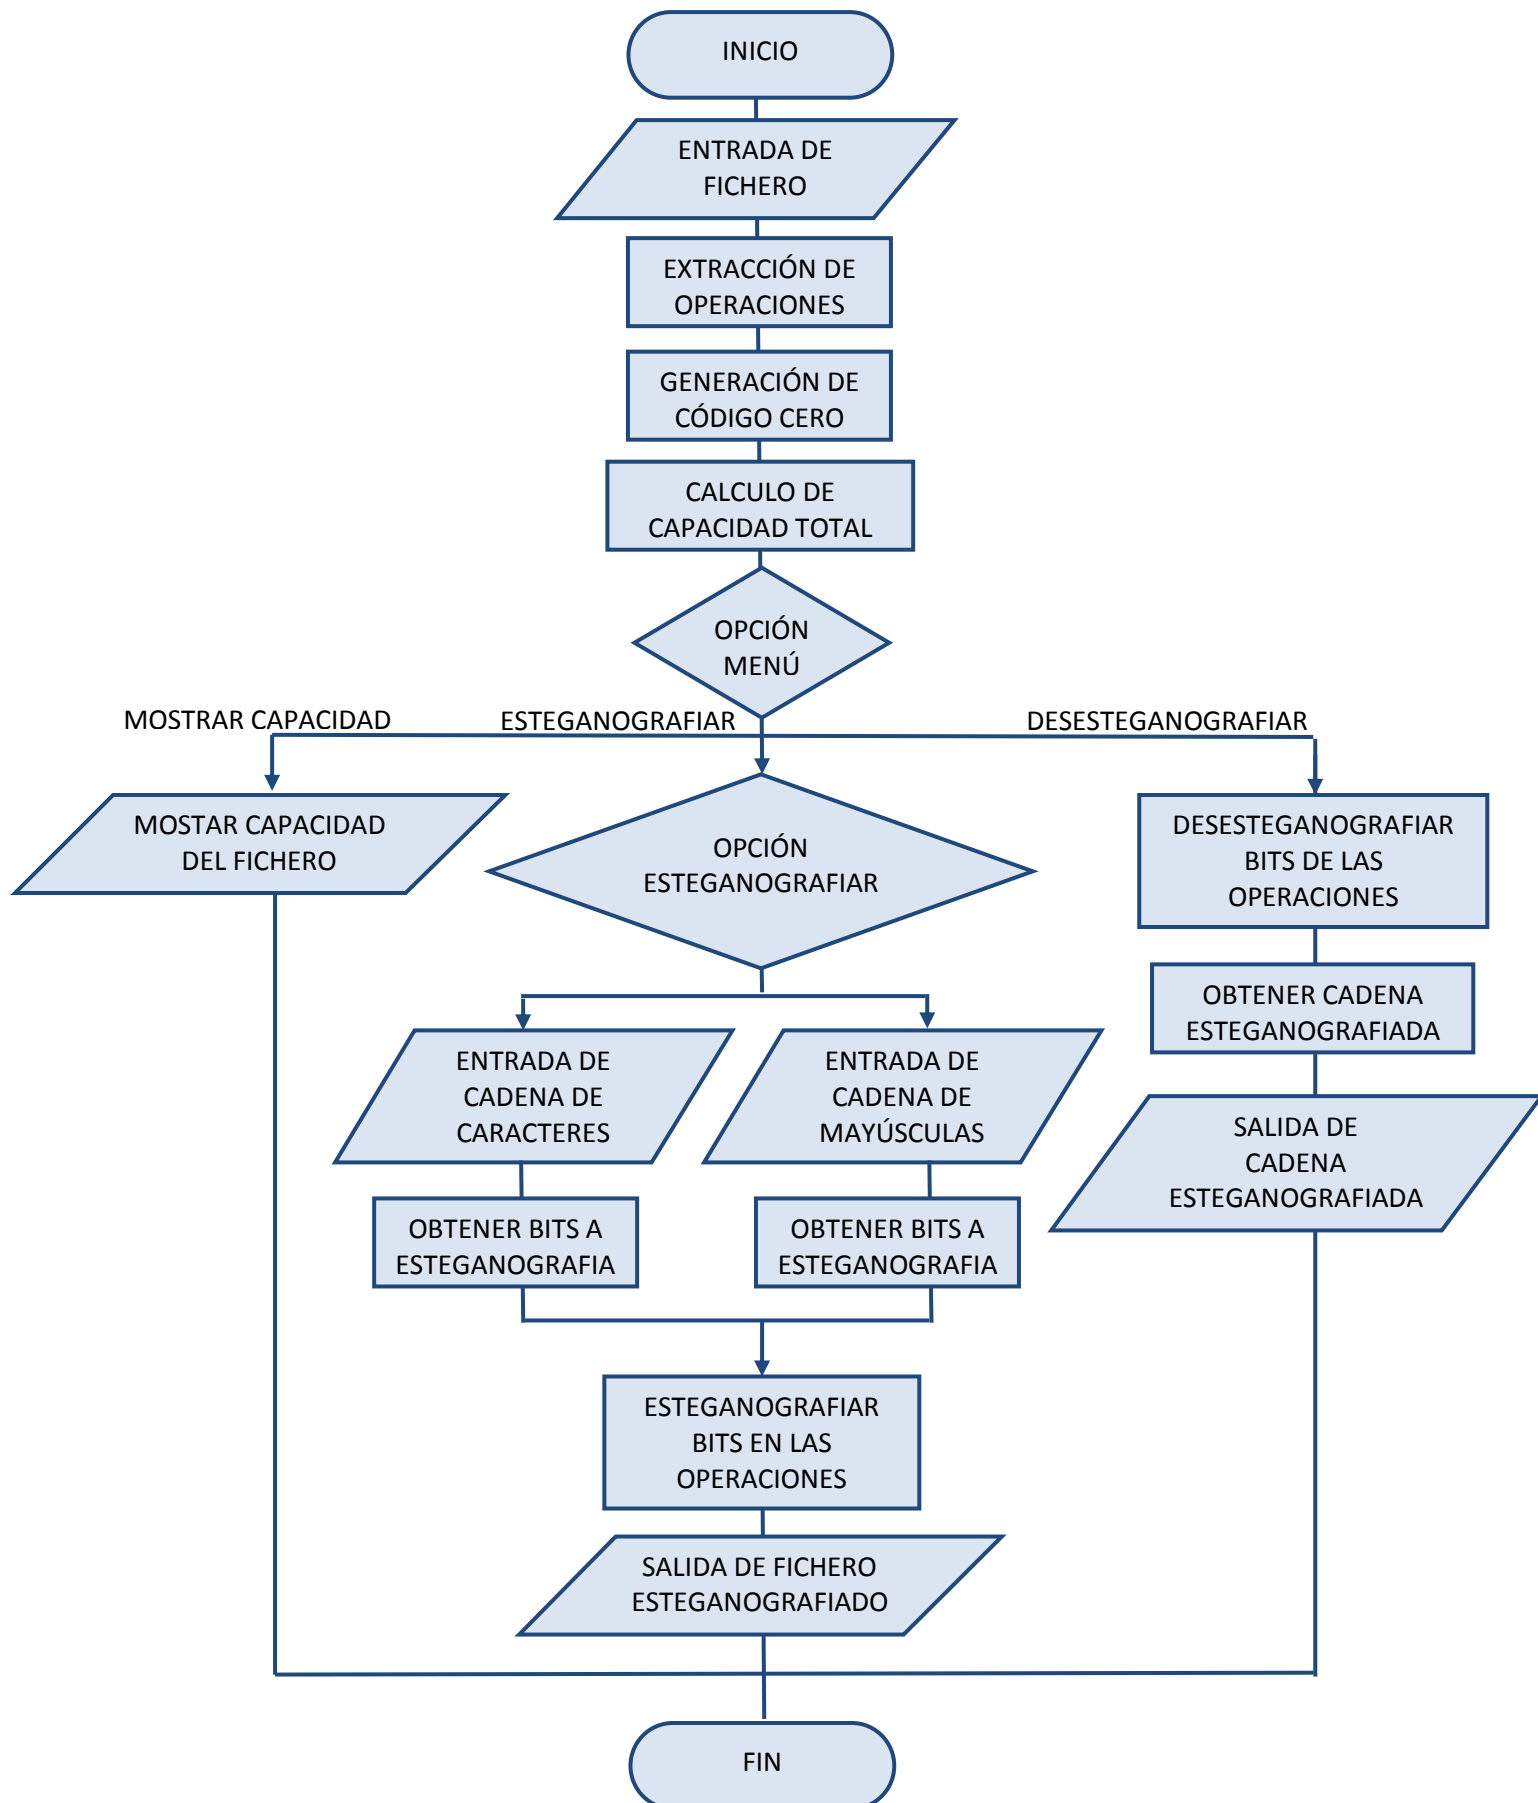 INICIO
ENTRADA DE
FICHERO
EXTRACCIÓN DE
OPERACIONES
GENERACIÓN DE
CÓDIGO CERO
CALCULO DE
CAPACIDAD TOTAL
OPCIÓN
MENÚ
MOSTRAR CAPACIDAD
ESTEGANOGRAFIAR
DESESTEGANOGRAFIAR
MOSTAR CAPACIDAD
DEL FICHERO
OPCIÓN
ESTEGANOGRAFIAR
DESESTEGANOGRAFIAR
BITS DE LAS
OPERACIONES
OBTENER CADENA
ESTEGANOGRAFIADA
ENTRADA DE
CADENA DE
CARACTERES
ENTRADA DE
CADENA DE
MAYÚSCULAS
SALIDA DE
CADENA
ESTEGANOGRAFIADA
OBTENER BITS A
ESTEGANOGRAFIA
OBTENER BITS A
ESTEGANOGRAFIA
ESTEGANOGRAFIAR
BITS EN LAS
OPERACIONES
SALIDA DE FICHERO
ESTEGANOGRAFIADO
FIN